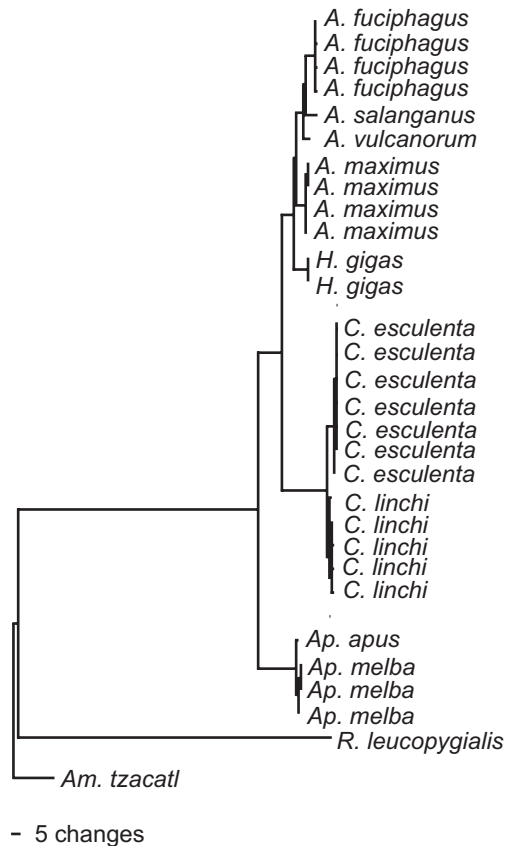 A. fuciphagus
A. fuciphagus
A. fuciphagus
A. fuciphagus
A. salanganus
A. vulcanorum
A. maximus
A. maximus
A. maximus
A. maximus
H. gigas
H. gigas
C. esculenta
C. esculenta
C. esculenta
C. esculenta
C. esculenta
C. esculenta
C. esculenta
C. linchi
C. linchi
C. linchi
C. linchi
C. linchi
Ap. apus
Ap. melba
Ap. melba
Ap. melba
R. leucopygialis
Am. tzacatl
5 changes